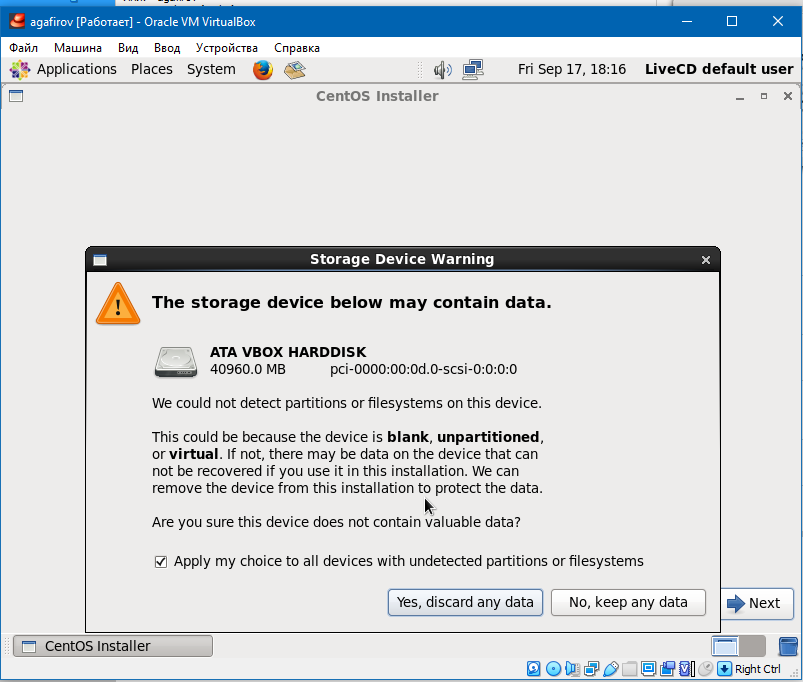 agafirov [Работает] - Oracle VM VirtualBox
Файл Машина Вид Ввод Устройства Справка
Applications Places System Fri Sep 17, 18:16 LiveCD default user
CentOS Installer
Storage Device Warning
The storage device below may contain data.
ATA VBOX HARDDISK
40960.0 MB pci-0000:00:0d.0-scsi-0:0:0:0
We could not detect partitions or filesystems on this device.
This could be because the device is blank, unpartitioned,
or virtual. If not, there may be data on the device that can
not be recovered if you use it in this installation. We can
remove the device from this installation to protect the data.
Are you sure this device does not contain valuable data?
Apply my choice to all devices with undetected partitions or filesystems
Yes, discard any data No, keep any data Next
CentOS Installer
Right Ctrl